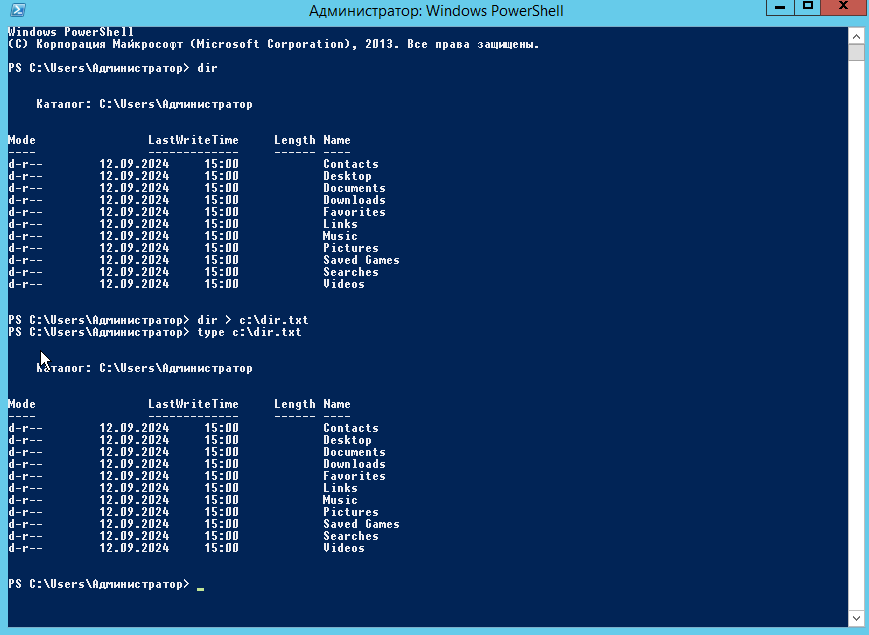 Администратор: Windows PowerShell
Windows PowerShell
(C) Корпорация Майкрософт (Microsoft Corporation), 2013. Все права защищены.
PS C:\Users\Администратор> dir
Каталог: C:\Users\Администратор
Mode LastWriteTime Length Name
---- ------------- ------ ----
d-r-- 12.09.2024 15:00 Contacts
d-r-- 12.09.2024 15:00 Desktop
d-r-- 12.09.2024 15:00 Documents
d-r-- 12.09.2024 15:00 Downloads
d-r-- 12.09.2024 15:00 Favorites
d-r-- 12.09.2024 15:00 Links
d-r-- 12.09.2024 15:00 Music
d-r-- 12.09.2024 15:00 Pictures
d-r-- 12.09.2024 15:00 Saved Games
d-r-- 12.09.2024 15:00 Searches
d-r-- 12.09.2024 15:00 Videos
PS C:\Users\Администратор> dir > c:\dir.txt
PS C:\Users\Администратор> type c:\dir.txt
Каталог: C:\Users\Администратор
Mode LastWriteTime Length Name
---- ------------- ------ ----
d-r-- 12.09.2024 15:00 Contacts
d-r-- 12.09.2024 15:00 Desktop
d-r-- 12.09.2024 15:00 Documents
d-r-- 12.09.2024 15:00 Downloads
d-r-- 12.09.2024 15:00 Favorites
d-r-- 12.09.2024 15:00 Links
d-r-- 12.09.2024 15:00 Music
d-r-- 12.09.2024 15:00 Pictures
d-r-- 12.09.2024 15:00 Saved Games
d-r-- 12.09.2024 15:00 Searches
d-r-- 12.09.2024 15:00 Videos
PS C:\Users\Администратор> _